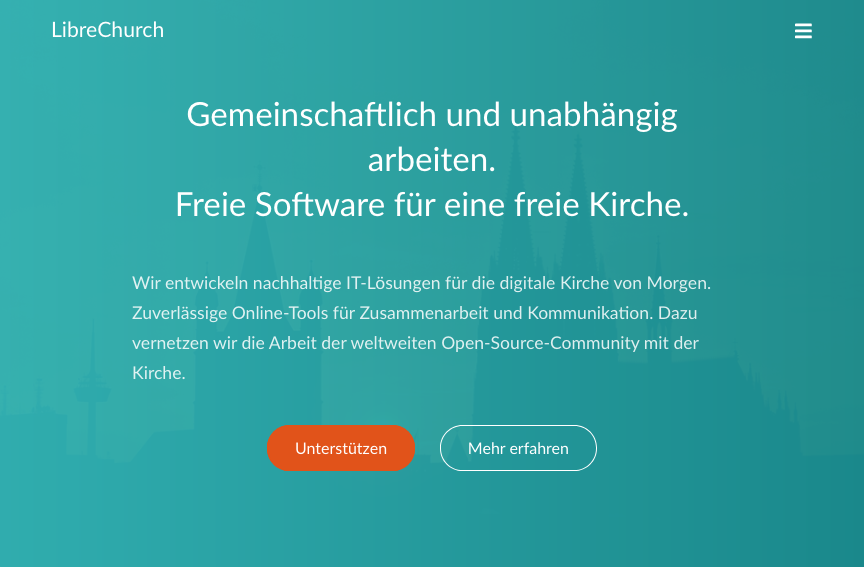 LibreChurch
Gemeinschaftlich und unabhängig
arbeiten.
Freie Software für eine freie Kirche.
Wir entwickeln nachhaltige IT-Lösungen für die digitale Kirche von Morgen.
Zuverlässige Online-Tools für Zusammenarbeit und Kommunikation. Dazu
vernetzen wir die Arbeit der weltweiten Open-Source-Community mit der
Kirche.
Unterstützen
Mehr erfahren